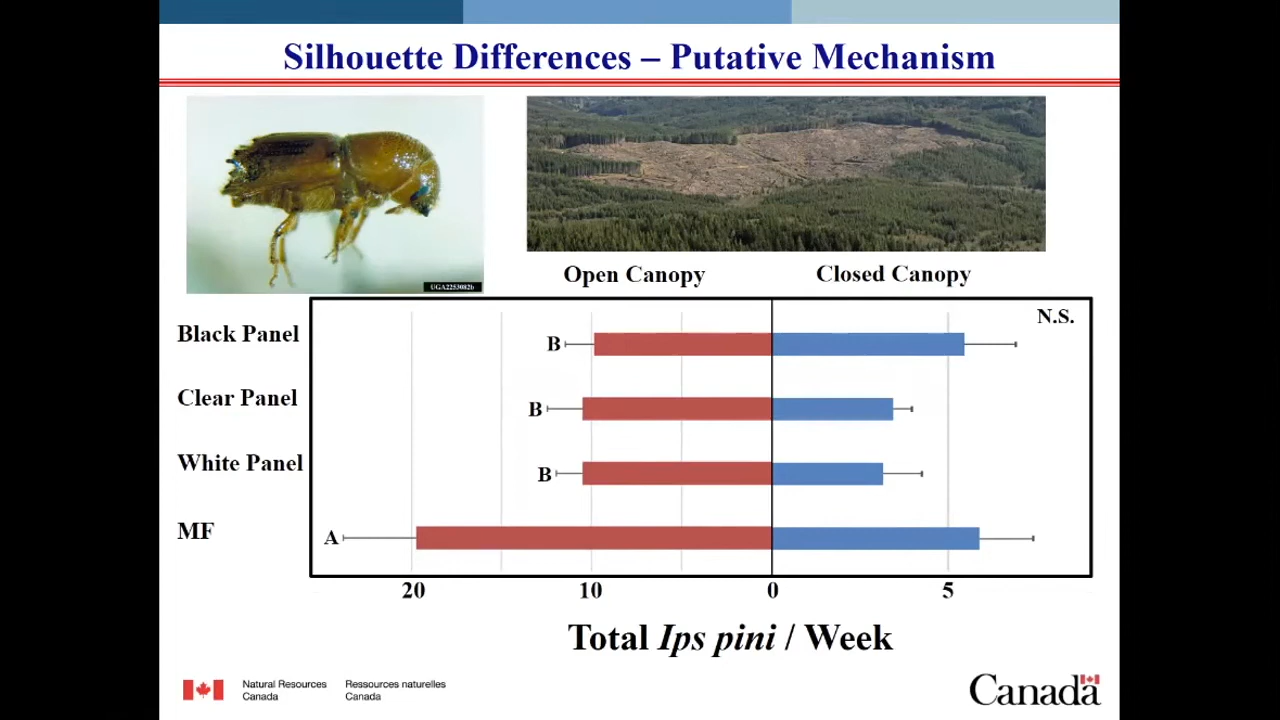 Silhouette Differences – Putative Mechanism
UGA2253082b
Open Canopy
Closed Canopy
N.S.
Black Panel
B
Clear Panel
B
White Panel
B
MF
A
20
10
0
5
Total Ips pini / Week
Natural Resources
Canada
Ressources naturelles
Canada
Canada